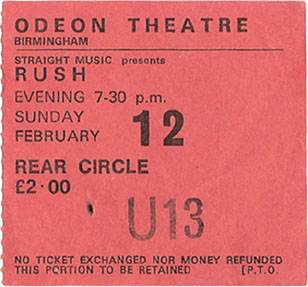 ODEON THEATRE
BIRMINGHAM
STRAIGHT MUSIC presents
RUSH
EVENING 7-30 p.m.
SUNDAY
FEBRUARY 12
REAR CIRCLE
£2·00
U13
NO TICKET EXCHANGED NOR MONEY REFUNDED
THIS PORTION TO BE RETAINED [P.T.O.